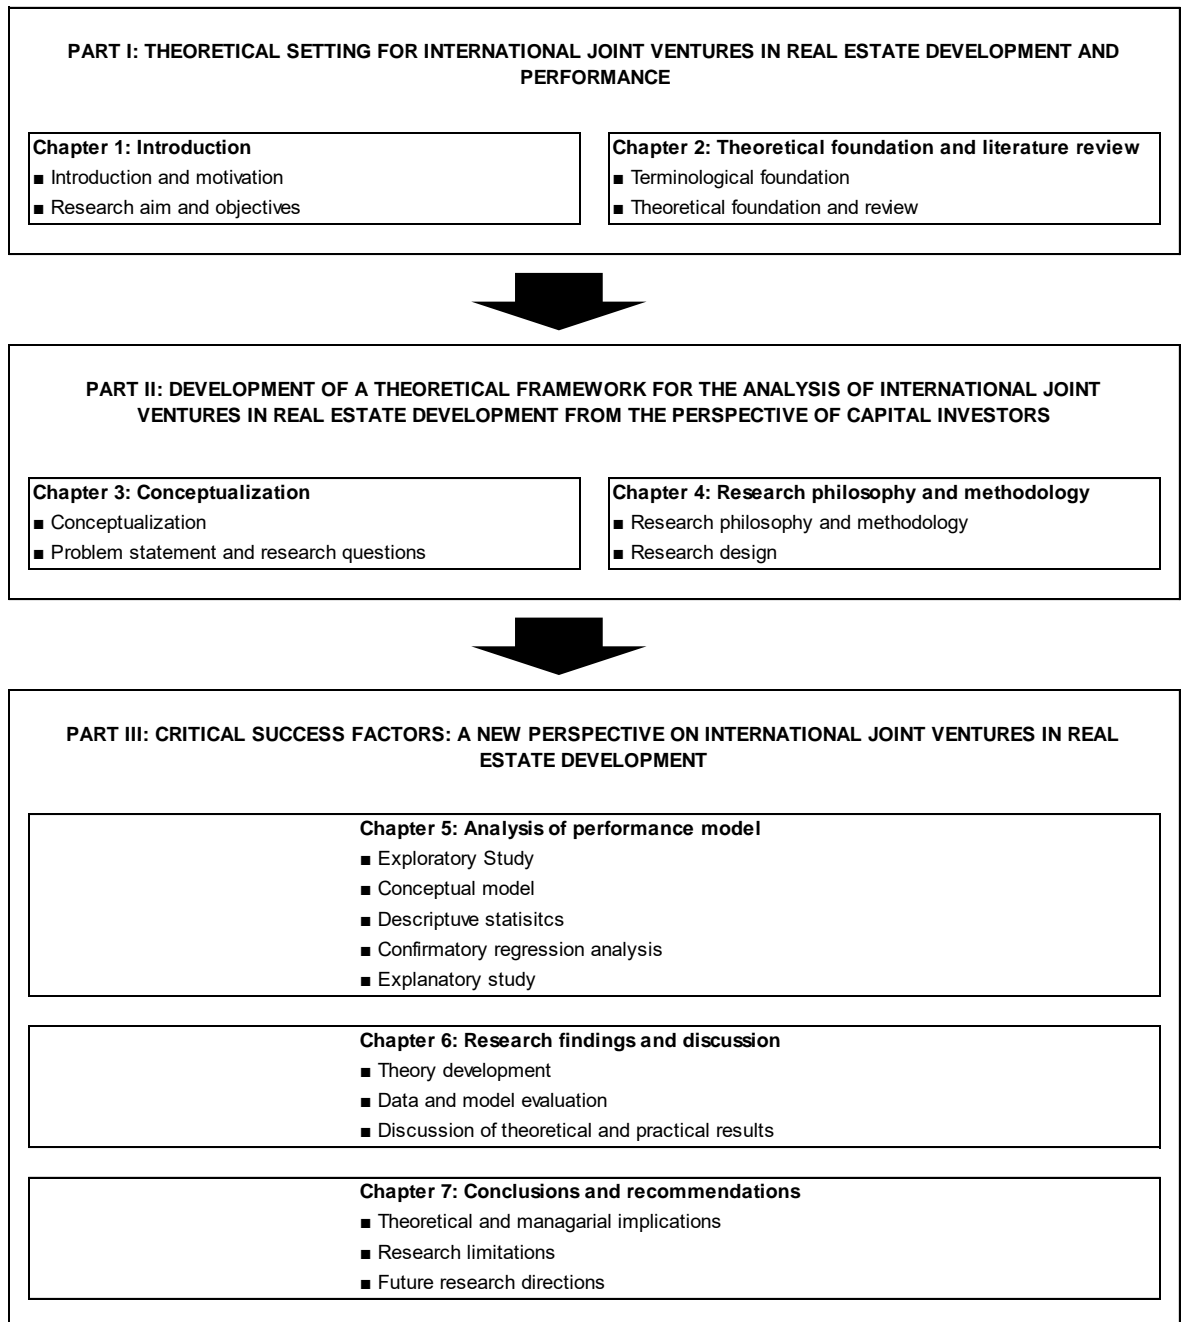 PART I: THEORETICAL SETTING FOR INTERNATIONAL JOINT VENTURES IN REAL ESTATE DEVELOPMENT AND
PERFORMANCE
Chapter 1: Introduction
■ Introduction and motivation
■ Research aim and objectives
Chapter 2: Theoretical foundation and literature review
■ Terminological foundation
■ Theoretical foundation and review
PART II: DEVELOPMENT OF A THEORETICAL FRAMEWORK FOR THE ANALYSIS OF INTERNATIONAL JOINT
VENTURES IN REAL ESTATE DEVELOPMENT FROM THE PERSPECTIVE OF CAPITAL INVESTORS
Chapter 3: Conceptualization
■ Conceptualization
■ Problem statement and research questions
Chapter 4: Research philosophy and methodology
■ Research philosophy and methodology
■ Research design
PART III: CRITICAL SUCCESS FACTORS: A NEW PERSPECTIVE ON INTERNATIONAL JOINT VENTURES IN REAL
ESTATE DEVELOPMENT
Chapter 5: Analysis of performance model
■ Exploratory Study
■ Conceptual model
■ Descriptuve statisitcs
■ Confirmatory regression analysis
■ Explanatory study
Chapter 6: Research findings and discussion
■ Theory development
■ Data and model evaluation
■ Discussion of theoretical and practical results
Chapter 7: Conclusions and recommendations
■ Theoretical and managarial implications
■ Research limitations
■ Future research directions